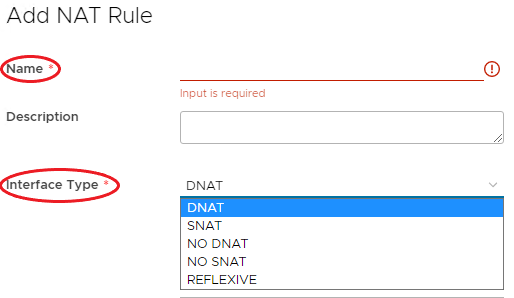 Add NAT Rule
Name *
Input is required
Description
Interface Type *
DNAT
DNAT
SNAT
NO DNAT
NO SNAT
REFLEXIVE